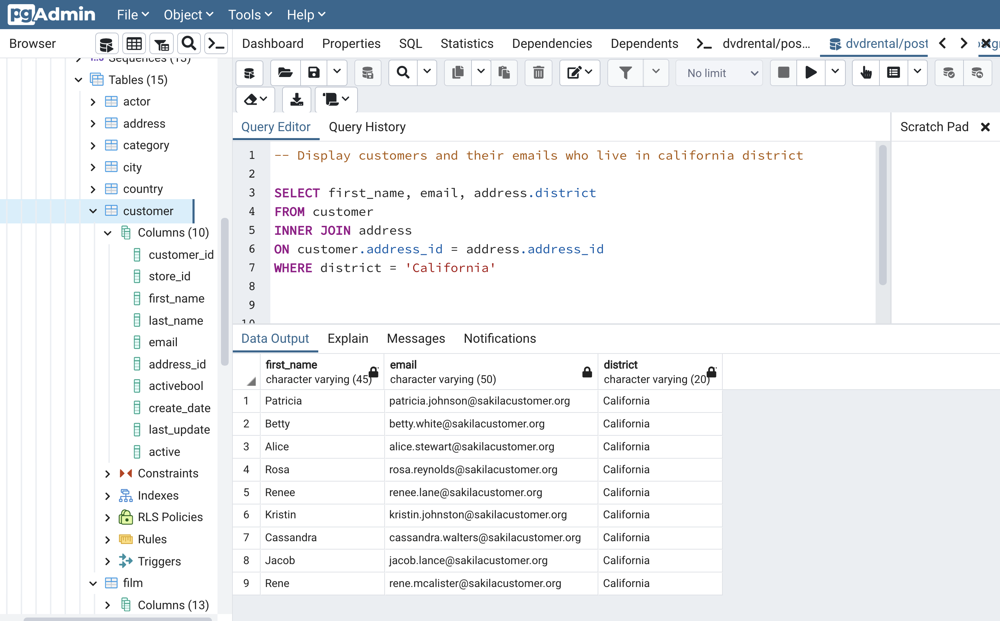 pgAdmin File Object Tools Help
Browser
Dashboard Properties SQL Statistics Dependencies Dependents dvdrental/pos... dvdrental/post
No limit
Sequences (13)
Tables (15)
actor
address
category
city
country
customer
Columns (10)
customer_id
store_id
first_name
last_name
email
address_id
activebool
create_date
last_update
active
Constraints
Indexes
RLS Policies
Rules
Triggers
film
Columns (13)
Query Editor Query History
Scratch Pad
1 -- Display customers and their emails who live in california district
2
3 SELECT first_name, email, address.district
4 FROM customer
5 INNER JOIN address
6 ON customer.address_id = address.address_id
7 WHERE district = 'California'
8
9
10
Data Output Explain Messages Notifications
first_name email district
character varying (45) character varying (50) character varying (20)
1 Patricia patricia.johnson@sakilacustomer.org California
2 Betty betty.white@sakilacustomer.org California
3 Alice alice.stewart@sakilacustomer.org California
4 Rosa rosa.reynolds@sakilacustomer.org California
5 Renee renee.lane@sakilacustomer.org California
6 Kristin kristin.johnston@sakilacustomer.org California
7 Cassandra cassandra.walters@sakilacustomer.org California
8 Jacob jacob.lance@sakilacustomer.org California
9 Rene rene.mcalister@sakilacustomer.org California